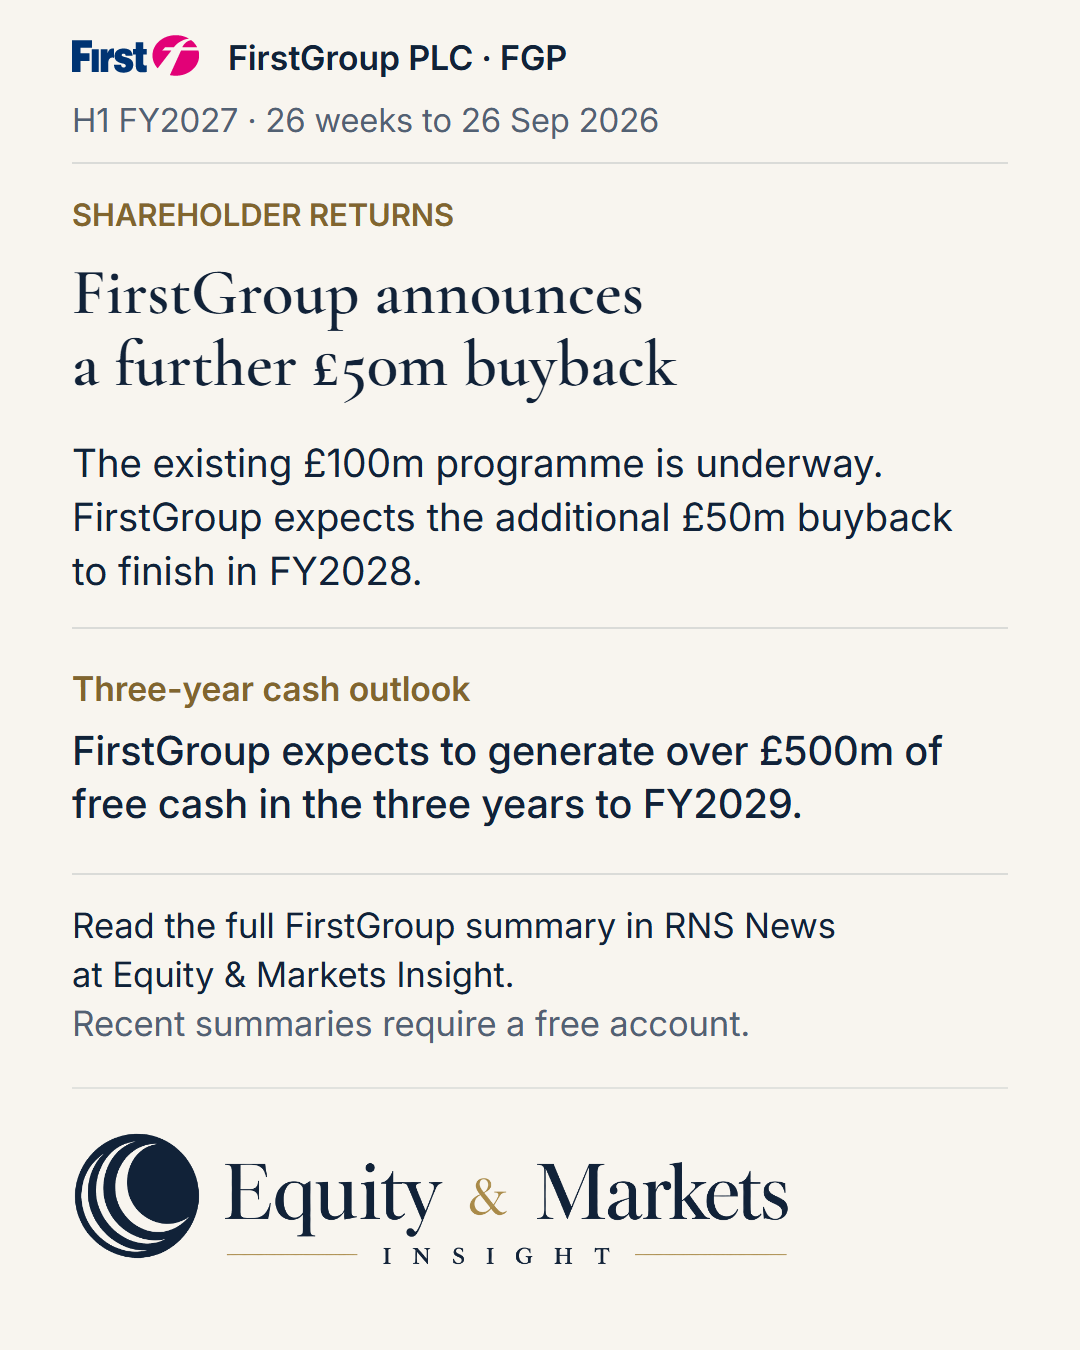 First
FirstGroup PLC · FGP
H1 FY2027 · 26 weeks to 26 Sep 2026
SHAREHOLDER RETURNS
FirstGroup announces
a further £50m buyback
The existing £100m programme is underway.
FirstGroup expects the additional £50m buyback
to finish in FY2028.
Three-year cash outlook
FirstGroup expects to generate over £500m of
free cash in the three years to FY2029.
Read the full FirstGroup summary in RNS News
at Equity & Markets Insight.
Recent summaries require a free account.
Equity & Markets
INSIGHT